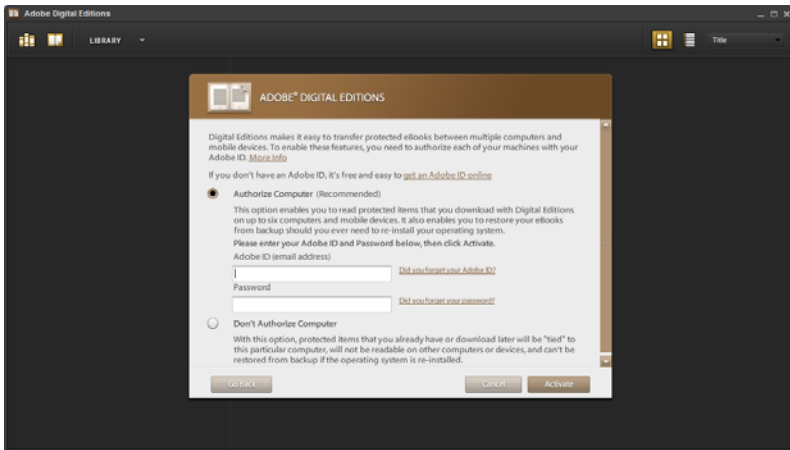 Adobe Digital Editions
LIBRARY
Title
ADOBE® DIGITAL EDITIONS
Digital Editions makes it easy to transfer protected eBooks between multiple computers and
mobile devices. To enable these features, you need to authorize each of your machines with your
Adobe ID. More Info
If you don't have an Adobe ID, it's free and easy to get an Adobe ID online
Authorize Computer (Recommended)
This option enables you to read protected items that you download with Digital Editions
on up to six computers and mobile devices. It also enables you to restore your eBooks
from backup should you ever need to re-install your operating system.
Please enter your Adobe ID and Password below, then click Activate.
Adobe ID (email address)
Did you forget your Adobe ID?
Password
Did you forget your password?
Don't Authorize Computer
With this option, protected items that you already have or download later will be "tied" to
this particular computer, will not be readable on other computers or devices, and can't be
restored from backup if the operating system is re-installed.
Go Back
Cancel
Activate